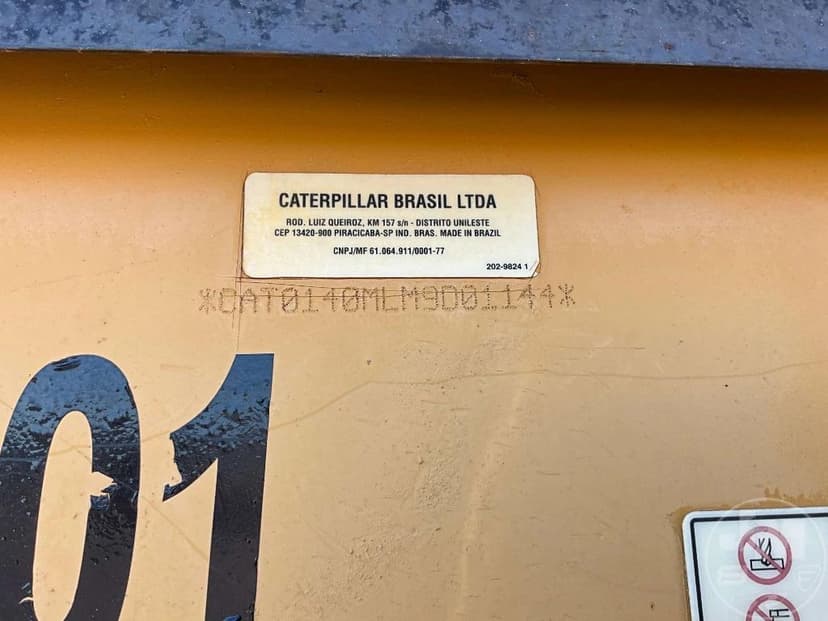 CATERPILLAR BRASIL LTDA
ROD. LUIZ QUEIROZ, KM 157 s/n - DISTRITO UNILESTE
CEP 13420-900 PIRACICABA-SP IND. BRAS. MADE IN BRAZIL
CNPJ/MF 61.064.911/0001-77
202-9824 1
*CAT0140MLM9D01144*
01